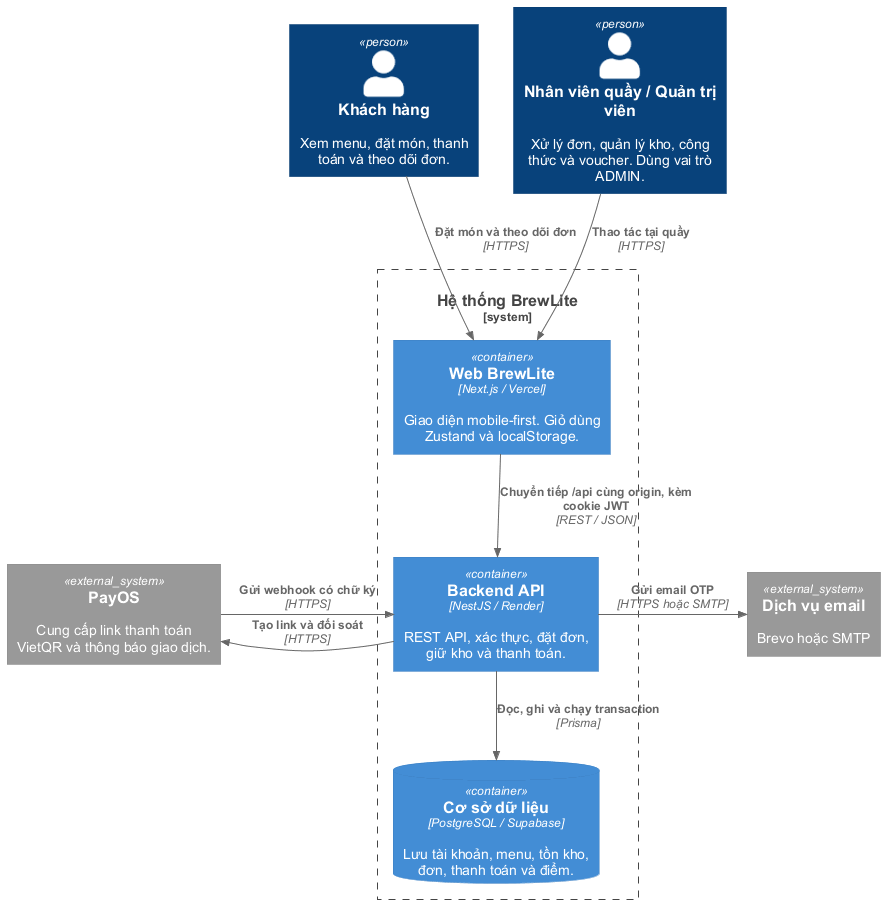 «person»
Khách hàng
Xem menu, đặt món, thanh
toán và theo dõi đơn.
«person»
Nhân viên quầy / Quản trị
viên
Xử lý đơn, quản lý kho, công
thức và voucher. Dùng vai trò
ADMIN.
Đặt món và theo dõi đơn
[HTTPS]
Thao tác tại quầy
[HTTPS]
Hệ thống BrewLite
[system]
«container»
Web BrewLite
[Next.js / Vercel]
Giao diện mobile-first. Giỏ dùng
Zustand và localStorage.
Chuyển tiếp /api cùng origin, kèm
cookie JWT
[REST / JSON]
«external_system»
PayOS
Cung cấp link thanh toán
VietQR và thông báo giao dịch.
Gửi webhook có chữ ký
[HTTPS]
Tạo link và đối soát
[HTTPS]
«container»
Backend API
[NestJS / Render]
REST API, xác thực, đặt đơn,
giữ kho và thanh toán.
Gửi email OTP
[HTTPS hoặc SMTP]
«external_system»
Dịch vụ email
Brevo hoặc SMTP
Đọc, ghi và chạy transaction
[Prisma]
«container»
Cơ sở dữ liệu
[PostgreSQL / Supabase]
Lưu tài khoản, menu, tồn kho,
đơn, thanh toán và điểm.